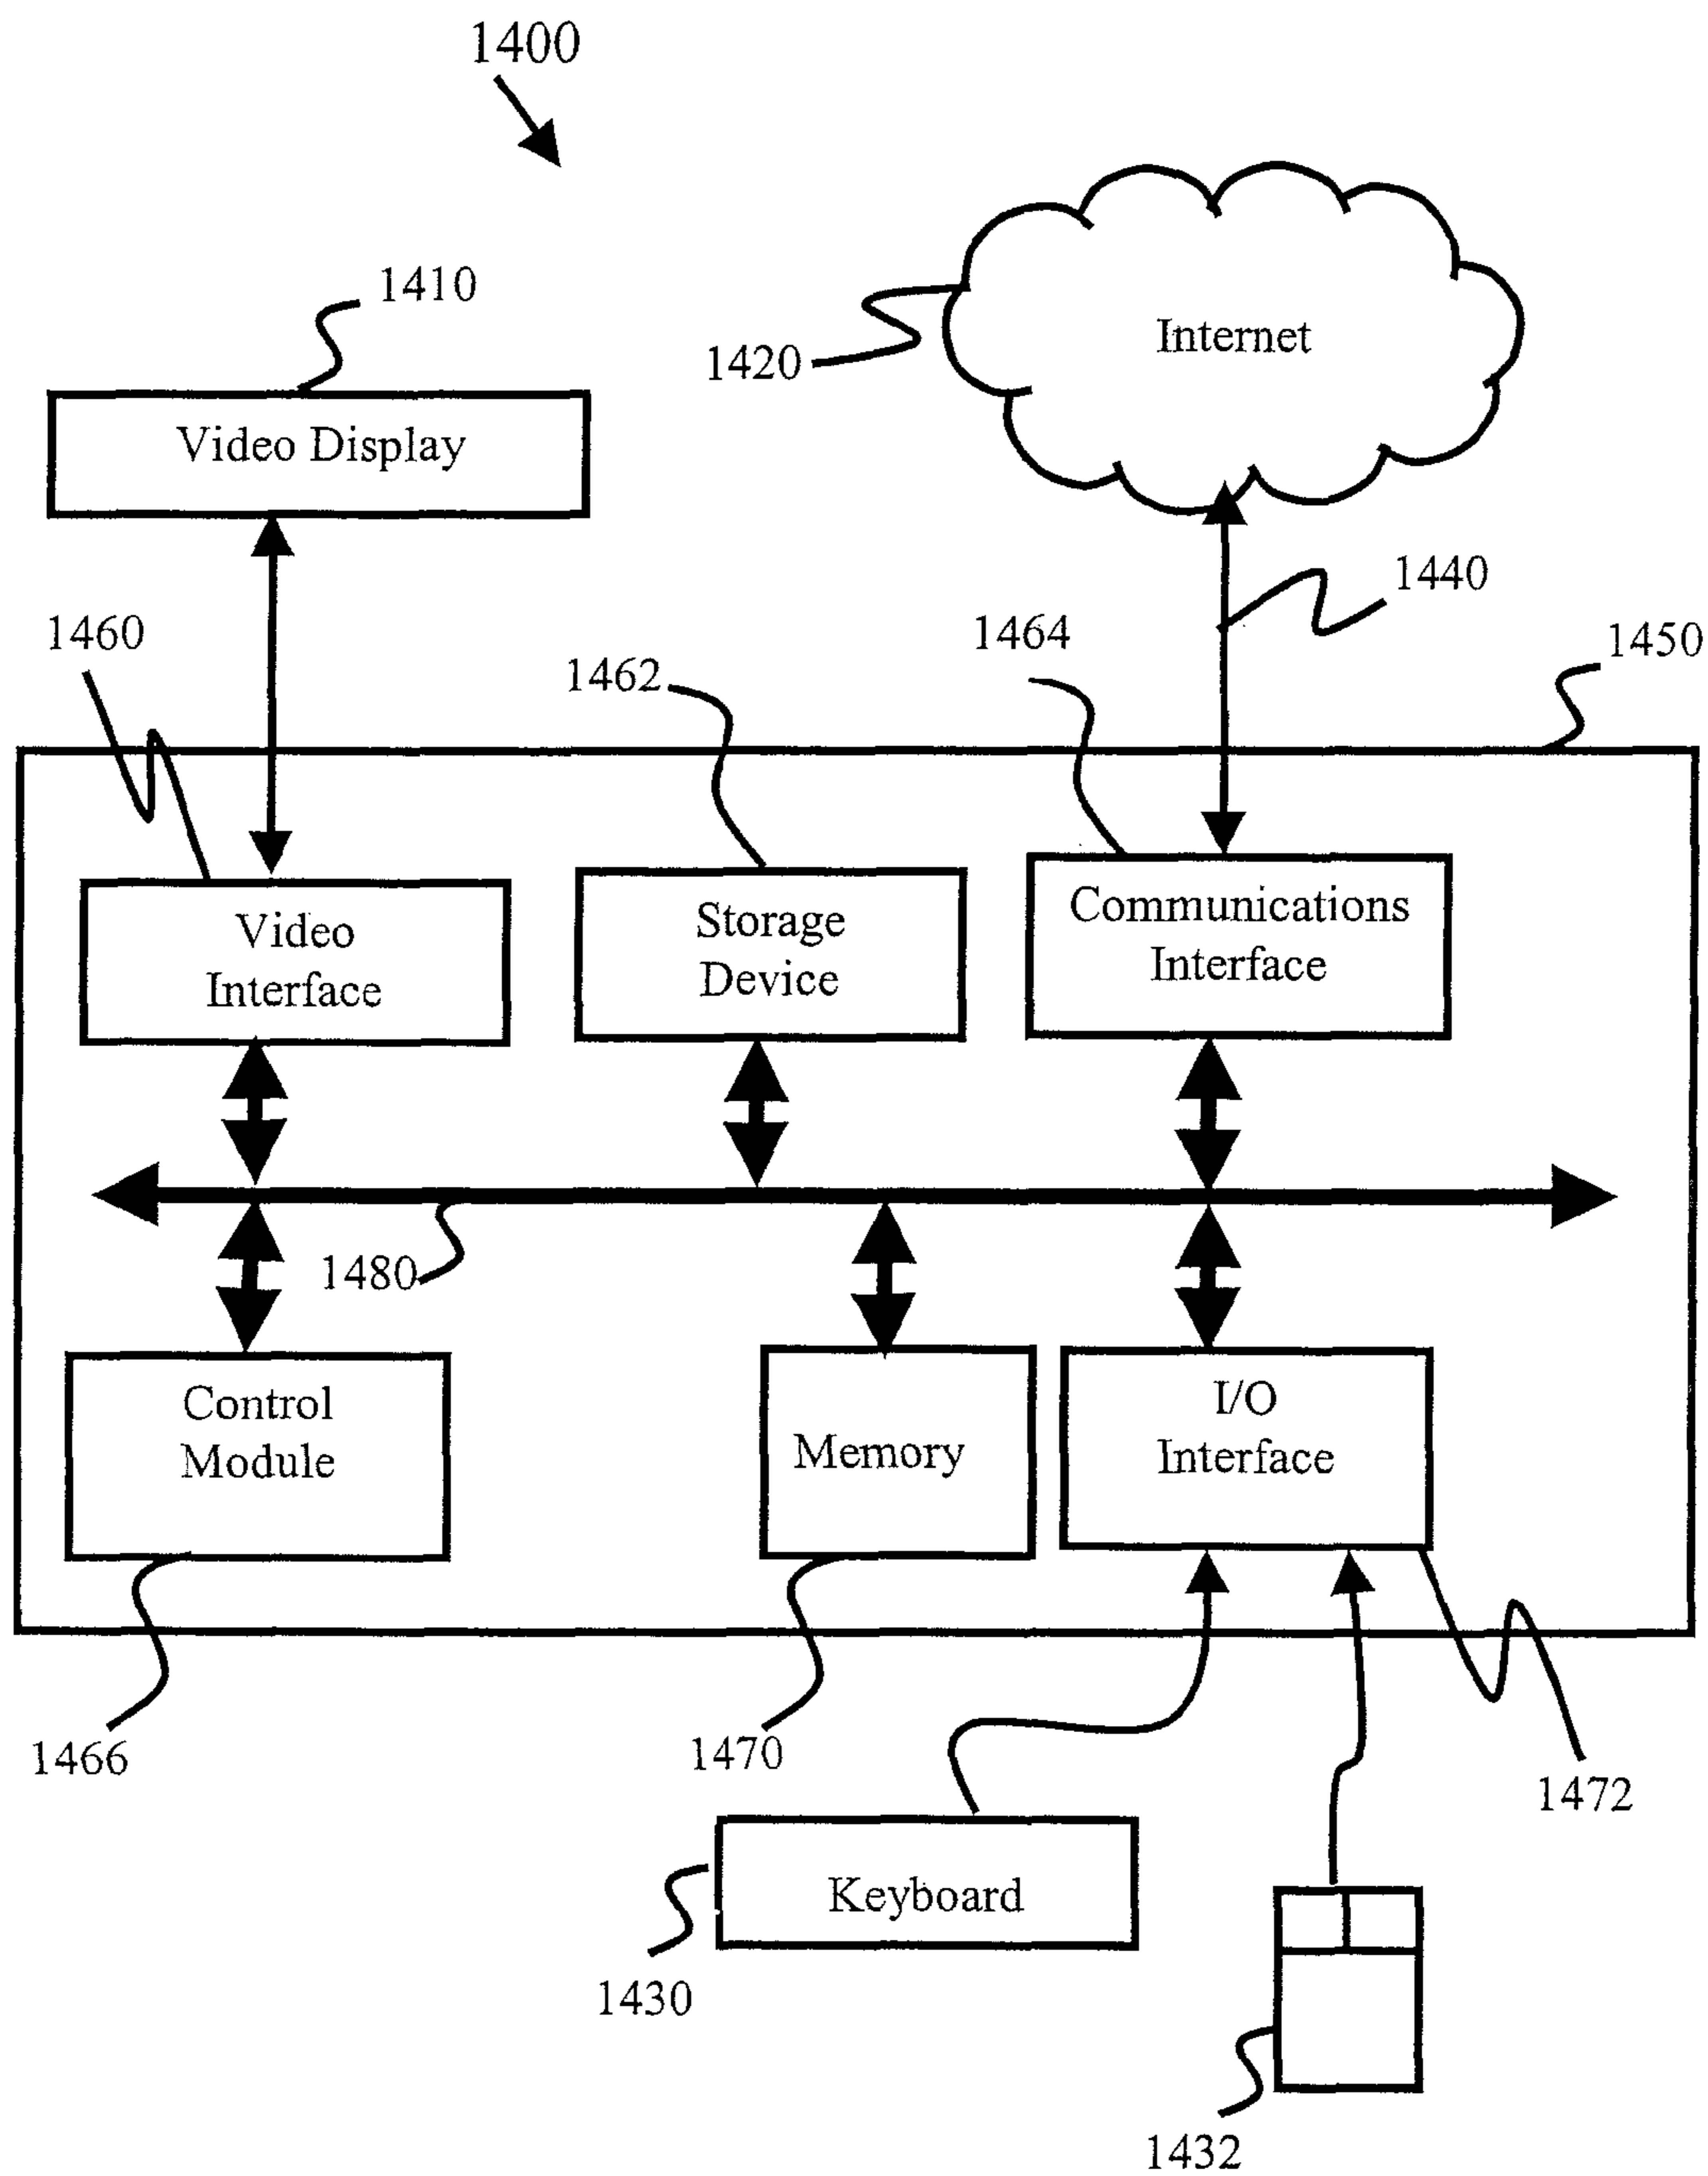 1400
1410
1420
Internet
Video Display
1440
1460
1462
1464
1450
Video
Interface
Storage
Device
Communications
Interface
1480
Control
Module
Memory
I/O
Interface
1466
1470
1472
Keyboard
1430
1432